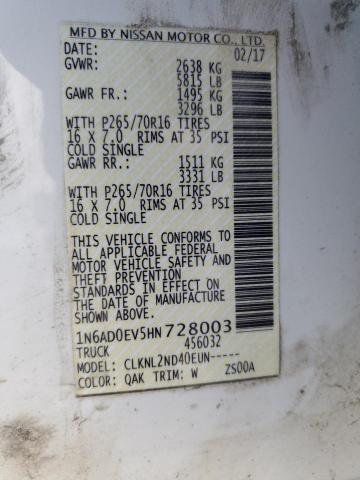 MFD BY NISSAN MOTOR CO., LTD.
DATE: 02/17
GVWR: 2638 KG
5815 LB
GAWR FR.: 1495 KG
3296 LB
WITH P265/70R16 TIRES
16 X 7.0 RIMS AT 35 PSI
COLD SINGLE
GAWR RR.: 1511 KG
3331 LB
WITH P265/70R16 TIRES
16 X 7.0 RIMS AT 35 PSI
COLD SINGLE
THIS VEHICLE CONFORMS TO
ALL APPLICABLE FEDERAL
MOTOR VEHICLE SAFETY AND
THEFT PREVENTION
STANDARDS IN EFFECT ON
THE DATE OF MANUFACTURE
SHOWN ABOVE.
1N6AD0EV5HN 728003
TRUCK 456032
MODEL: CLKNL2ND40EUN-----
COLOR: QAK TRIM: W ZS00A